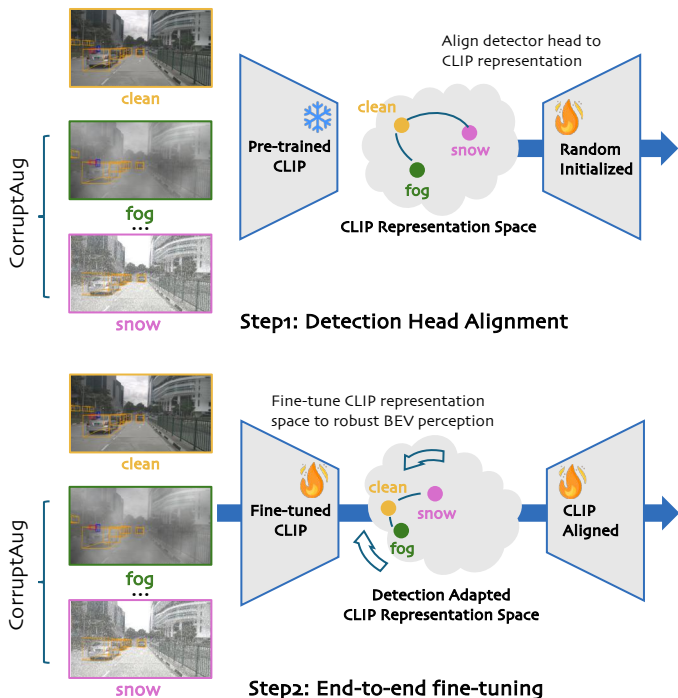 clean
CorruptAug
fog
...
snow
Pre-trained
CLIP
clean
snow
fog
CLIP Representation Space
Align detector head to
CLIP representation
Random
Initialized
Step1: Detection Head Alignment
clean
CorruptAug
fog
...
snow
Fine-tune CLIP representation
space to robust BEV perception
Fine-tuned
CLIP
clean
snow
fog
Detection Adapted
CLIP Representation Space
CLIP
Aligned
Step2: End-to-end fine-tuning